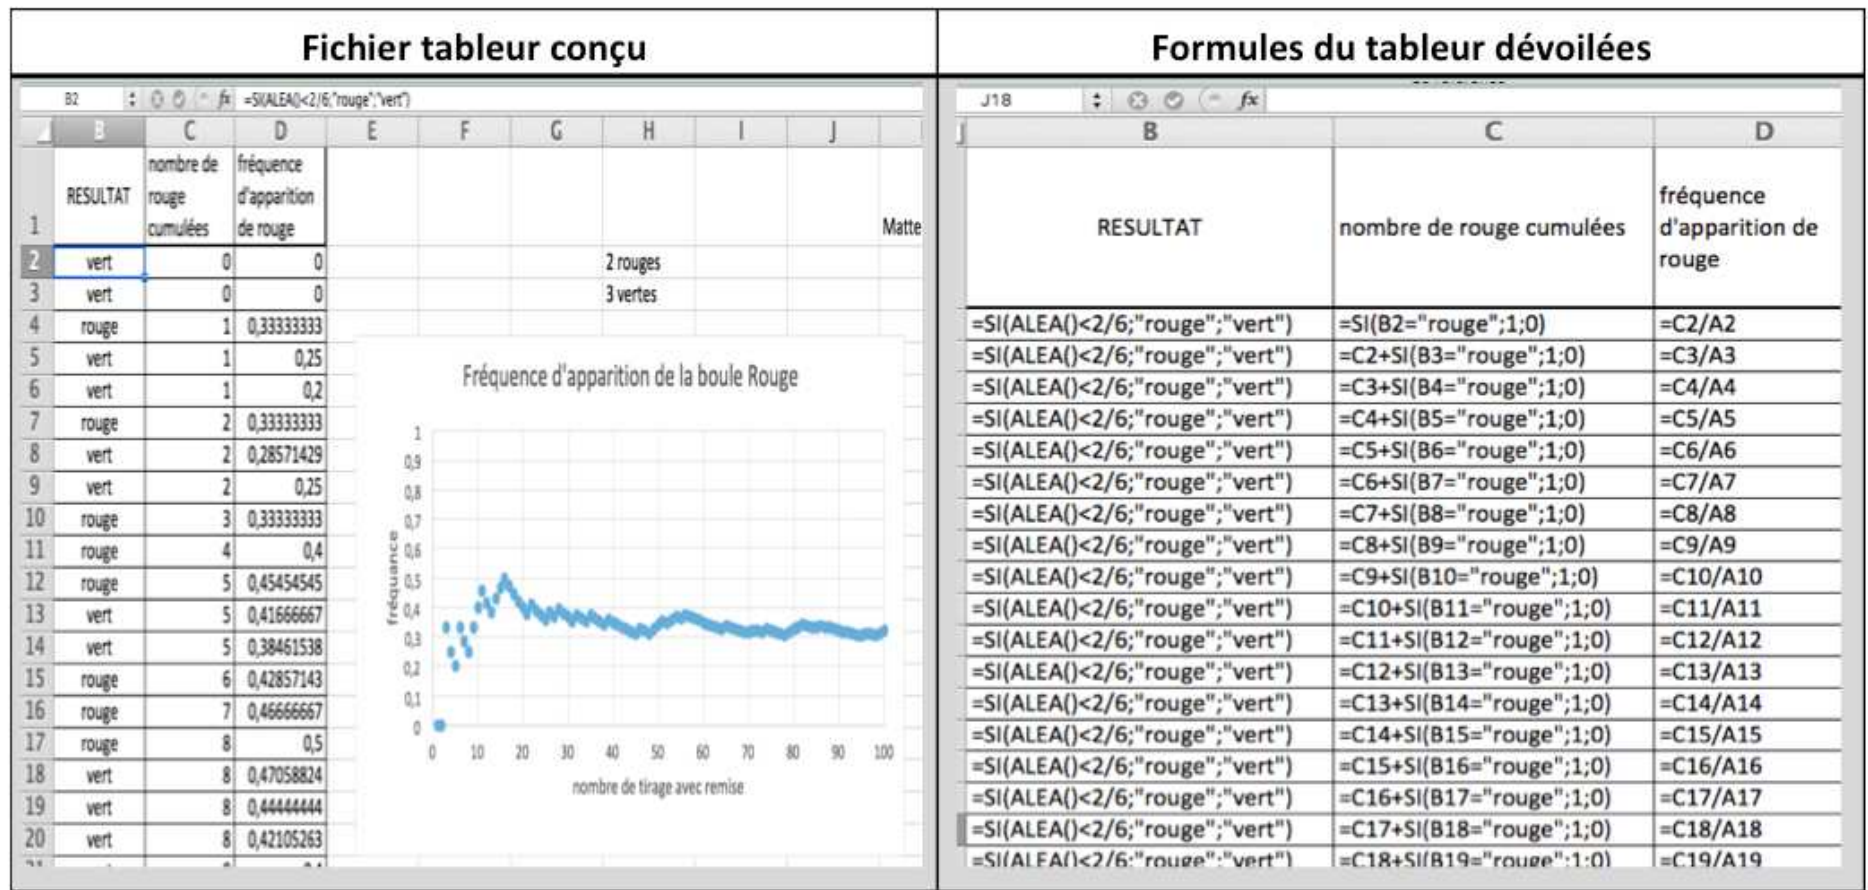 Fichier tableur conçu
B2 fx =SI(ALEA()<2/6;"rouge";"vert")
B C D E F G H I J
1 RESULTAT nombre de rouge cumulées fréquence d'apparition de rouge Matte
2 vert 0 0 2 rouges
3 vert 0 0 3 vertes
4 rouge 1 0,33333333
5 vert 1 0,25
6 vert 1 0,2
7 rouge 2 0,33333333
8 vert 2 0,28571429
9 vert 2 0,25
10 rouge 3 0,33333333
11 rouge 4 0,4
12 rouge 5 0,45454545
13 vert 5 0,41666667
14 vert 5 0,38461538
15 rouge 6 0,42857143
16 rouge 7 0,46666667
17 rouge 8 0,5
18 vert 8 0,47058824
19 vert 8 0,44444444
20 vert 8 0,42105263
Fréquence d'apparition de la boule Rouge
fréquance
1
0,9
0,8
0,7
0,6
0,5
0,4
0,3
0,2
0,1
0
0 10 20 30 40 50 60 70 80 90 100
nombre de tirage avec remise
Formules du tableur dévoilées
J18 fx
B C D
RESULTAT nombre de rouge cumulées fréquence d'apparition de rouge
=SI(ALEA()<2/6;"rouge";"vert") =SI(B2="rouge";1;0) =C2/A2
=SI(ALEA()<2/6;"rouge";"vert") =C2+SI(B3="rouge";1;0) =C3/A3
=SI(ALEA()<2/6;"rouge";"vert") =C3+SI(B4="rouge";1;0) =C4/A4
=SI(ALEA()<2/6;"rouge";"vert") =C4+SI(B5="rouge";1;0) =C5/A5
=SI(ALEA()<2/6;"rouge";"vert") =C5+SI(B6="rouge";1;0) =C6/A6
=SI(ALEA()<2/6;"rouge";"vert") =C6+SI(B7="rouge";1;0) =C7/A7
=SI(ALEA()<2/6;"rouge";"vert") =C7+SI(B8="rouge";1;0) =C8/A8
=SI(ALEA()<2/6;"rouge";"vert") =C8+SI(B9="rouge";1;0) =C9/A9
=SI(ALEA()<2/6;"rouge";"vert") =C9+SI(B10="rouge";1;0) =C10/A10
=SI(ALEA()<2/6;"rouge";"vert") =C10+SI(B11="rouge";1;0) =C11/A11
=SI(ALEA()<2/6;"rouge";"vert") =C11+SI(B12="rouge";1;0) =C12/A12
=SI(ALEA()<2/6;"rouge";"vert") =C12+SI(B13="rouge";1;0) =C13/A13
=SI(ALEA()<2/6;"rouge";"vert") =C13+SI(B14="rouge";1;0) =C14/A14
=SI(ALEA()<2/6;"rouge";"vert") =C14+SI(B15="rouge";1;0) =C15/A15
=SI(ALEA()<2/6;"rouge";"vert") =C15+SI(B16="rouge";1;0) =C16/A16
=SI(ALEA()<2/6;"rouge";"vert") =C16+SI(B17="rouge";1;0) =C17/A17
=SI(ALEA()<2/6;"rouge";"vert") =C17+SI(B18="rouge";1;0) =C18/A18
=SI(ALEA()<2/6;"rouge";"vert") =C18+SI(B19="rouge";1;0) =C19/A19